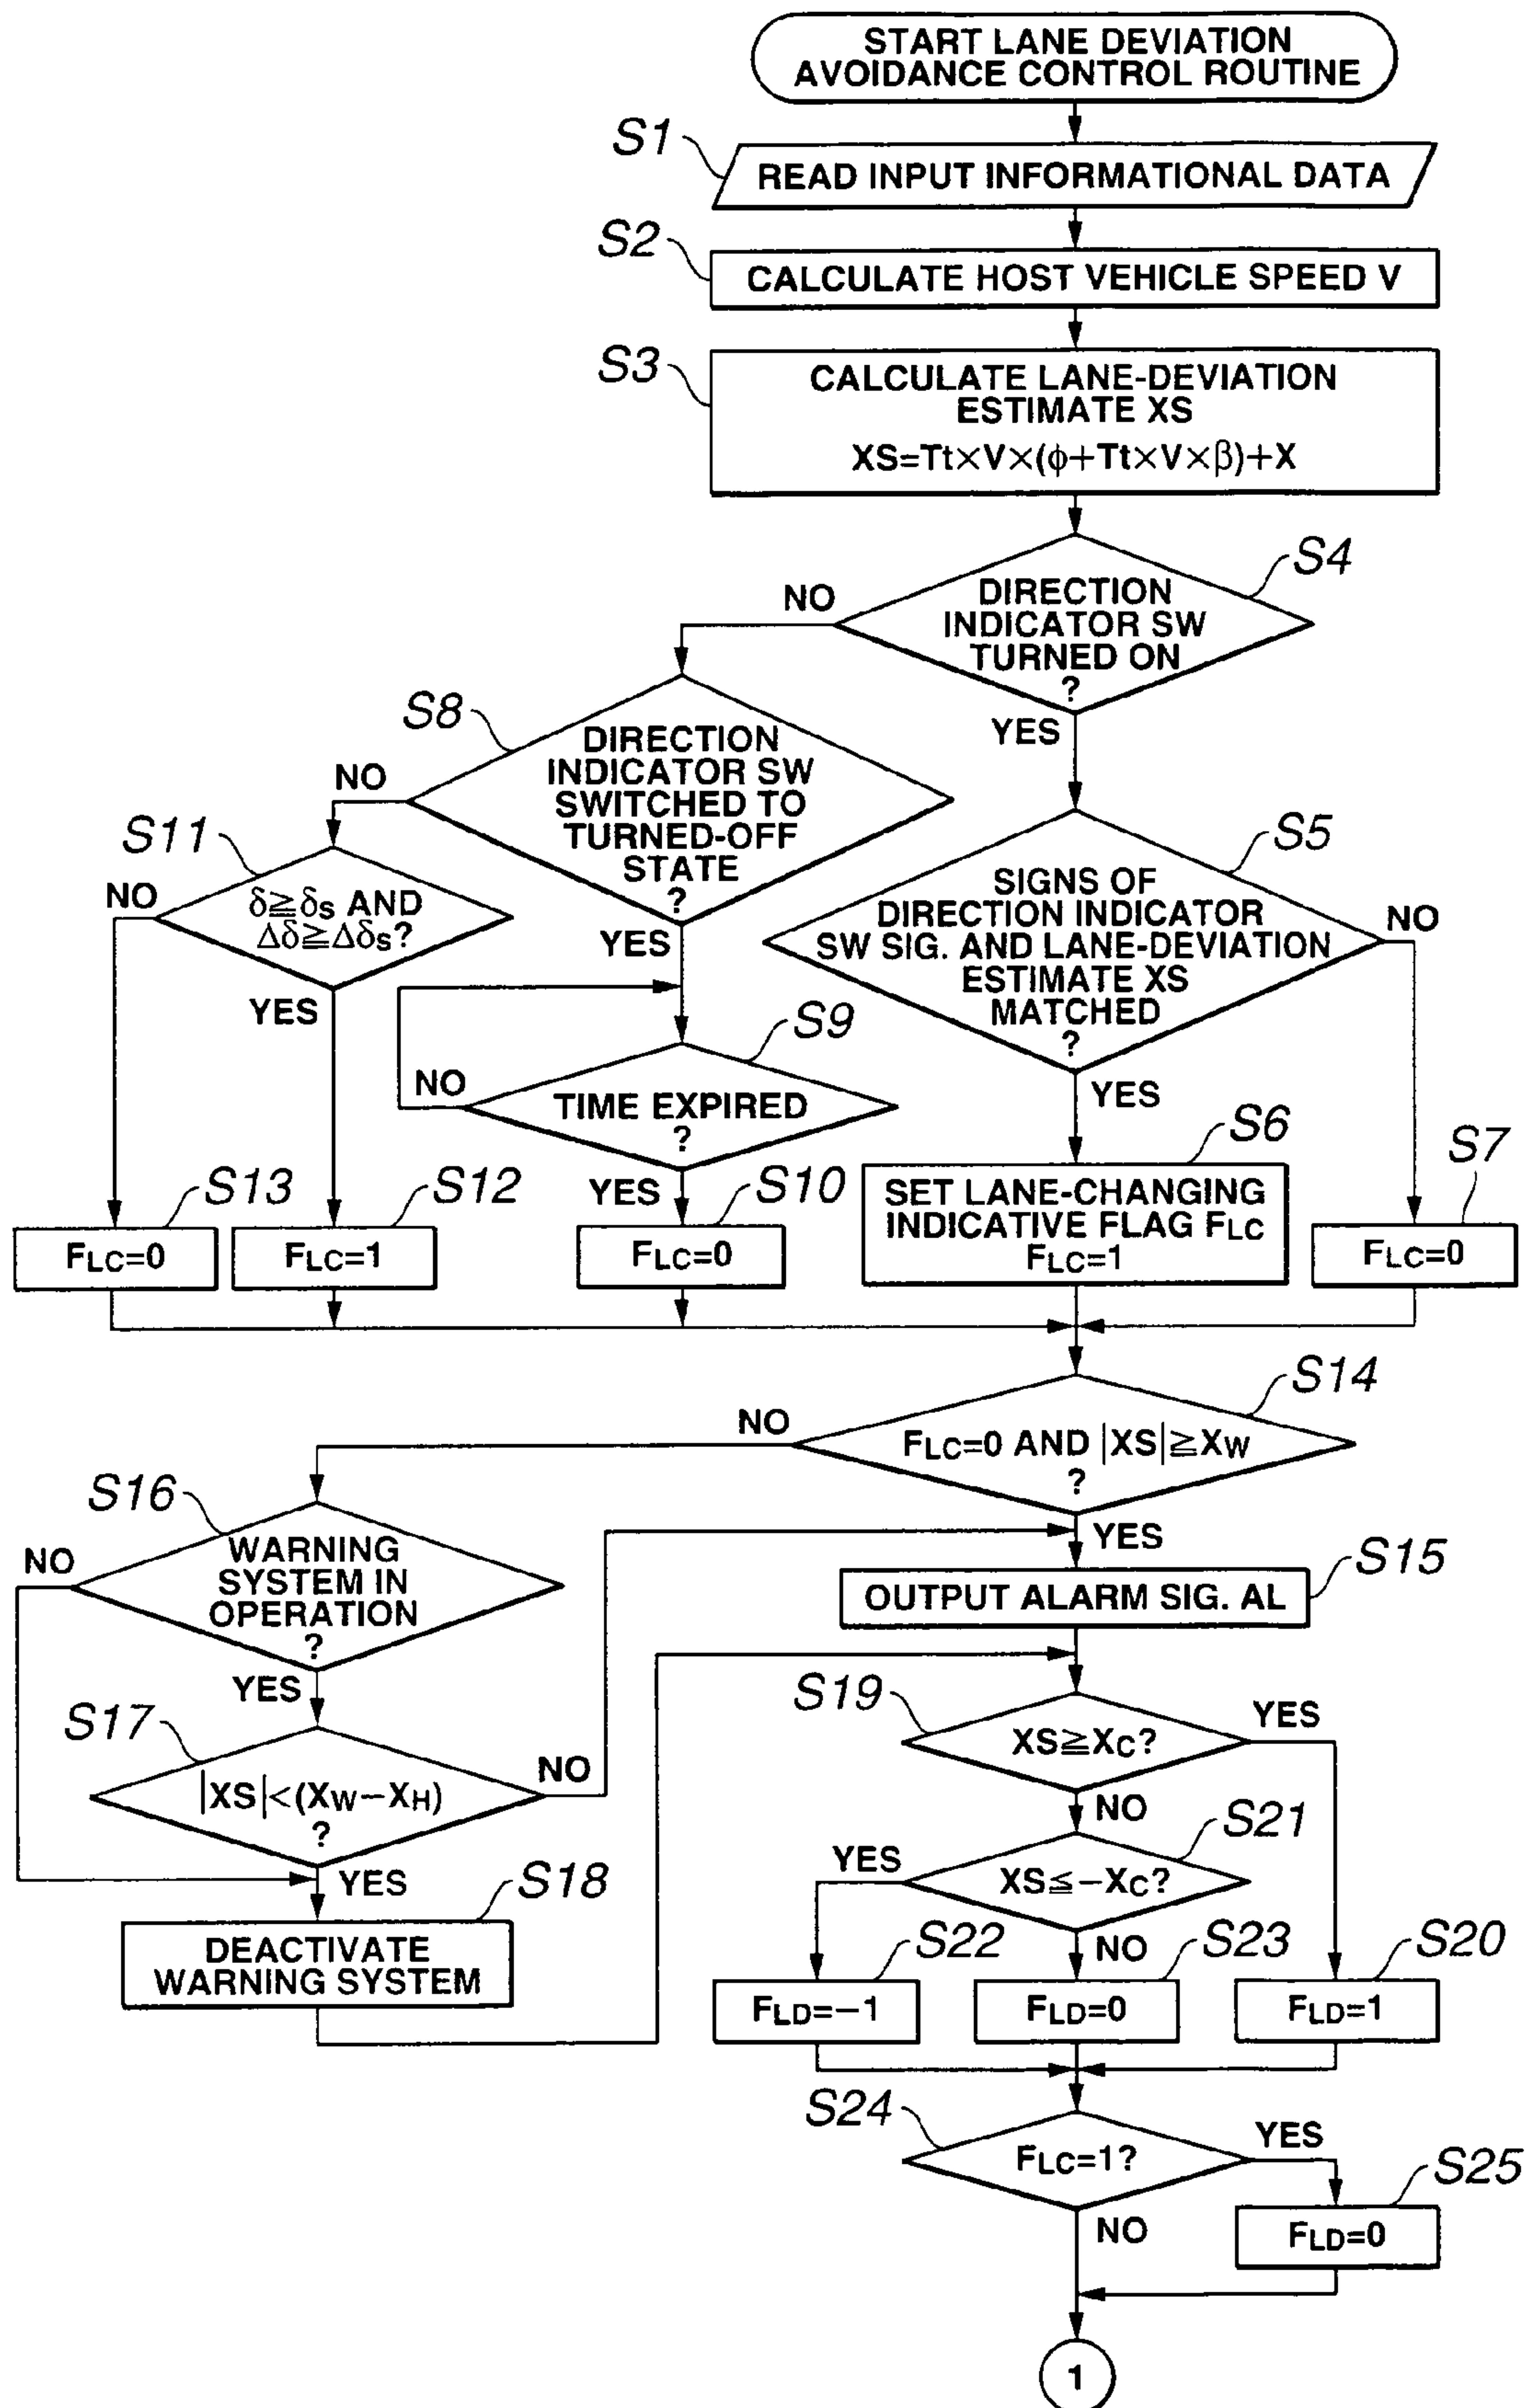 START LANE DEVIATION
AVOIDANCE CONTROL ROUTINE
S1
READ INPUT INFORMATIONAL DATA
S2
CALCULATE HOST VEHICLE SPEED V
S3
CALCULATE LANE-DEVIATION
ESTIMATE XS
XS=Tt×V×(ϕ+Tt×V×β)+X
S4
DIRECTION
INDICATOR SW
TURNED ON
?
NO
YES
S8
DIRECTION
INDICATOR SW
SWITCHED TO
TURNED-OFF
STATE
?
NO
YES
S5
SIGNS OF
DIRECTION INDICATOR
SW SIG. AND LANE-DEVIATION
ESTIMATE XS
MATCHED
?
NO
YES
S11
δ≧δs AND
Δδ≧Δδs?
NO
YES
S9
TIME EXPIRED
?
NO
YES
S13
FLC=0
S12
FLC=1
S10
FLC=0
S6
SET LANE-CHANGING
INDICATIVE FLAG FLC
FLC=1
S7
FLC=0
S14
FLC=0 AND |XS|≧XW
?
NO
YES
S16
WARNING
SYSTEM IN
OPERATION
?
NO
YES
S15
OUTPUT ALARM SIG. AL
S17
|XS|<(XW−XH)
?
NO
YES
S18
DEACTIVATE
WARNING SYSTEM
S19
XS≧XC?
YES
NO
S21
XS≦−XC?
YES
NO
S22
FLD=−1
S23
FLD=0
S20
FLD=1
S24
FLC=1?
YES
NO
S25
FLD=0
1